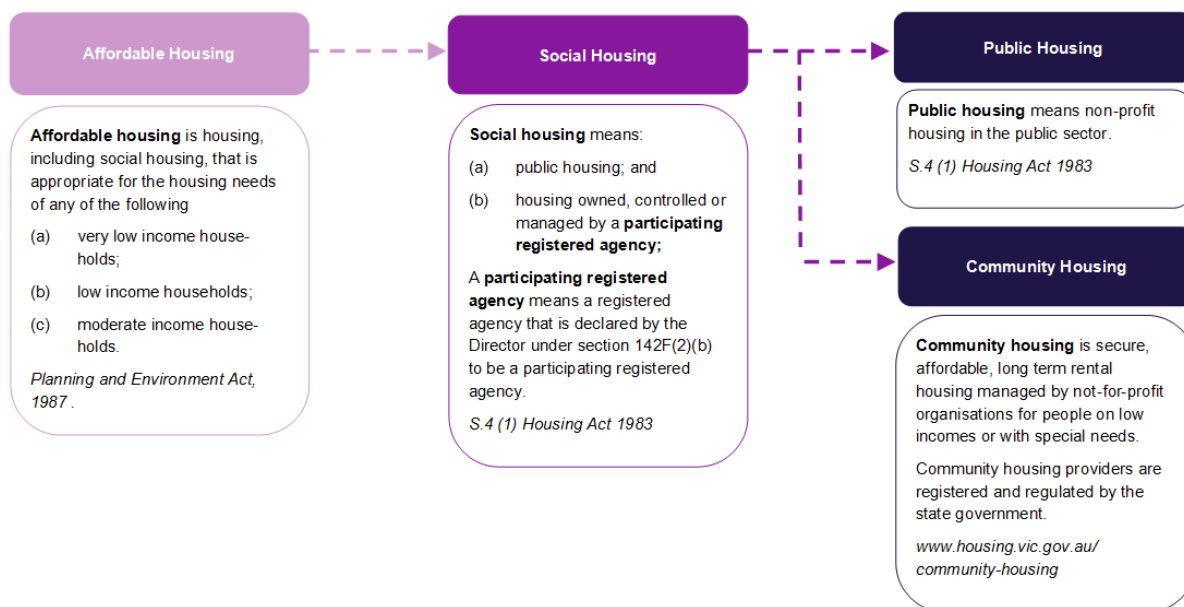 Affordable Housing
Affordable housing is housing,
including social housing, that is
appropriate for the housing needs
of any of the following
(a) very low income house-
holds;
(b) low income households;
(c) moderate income house-
holds.
Planning and Environment Act,
1987 .
Social Housing
Social housing means:
(a) public housing; and
(b) housing owned, controlled or
managed by a participating
registered agency;
A participating registered
agency means a registered
agency that is declared by the
Director under section 142F(2)(b)
to be a participating registered
agency.
S.4 (1) Housing Act 1983
Public Housing
Public housing means non-profit
housing in the public sector.
S.4 (1) Housing Act 1983
Community Housing
Community housing is secure,
affordable, long term rental
housing managed by not-for-profit
organisations for people on low
incomes or with special needs.
Community housing providers are
registered and regulated by the
state government.
www.housing.vic.gov.au/
community-housing